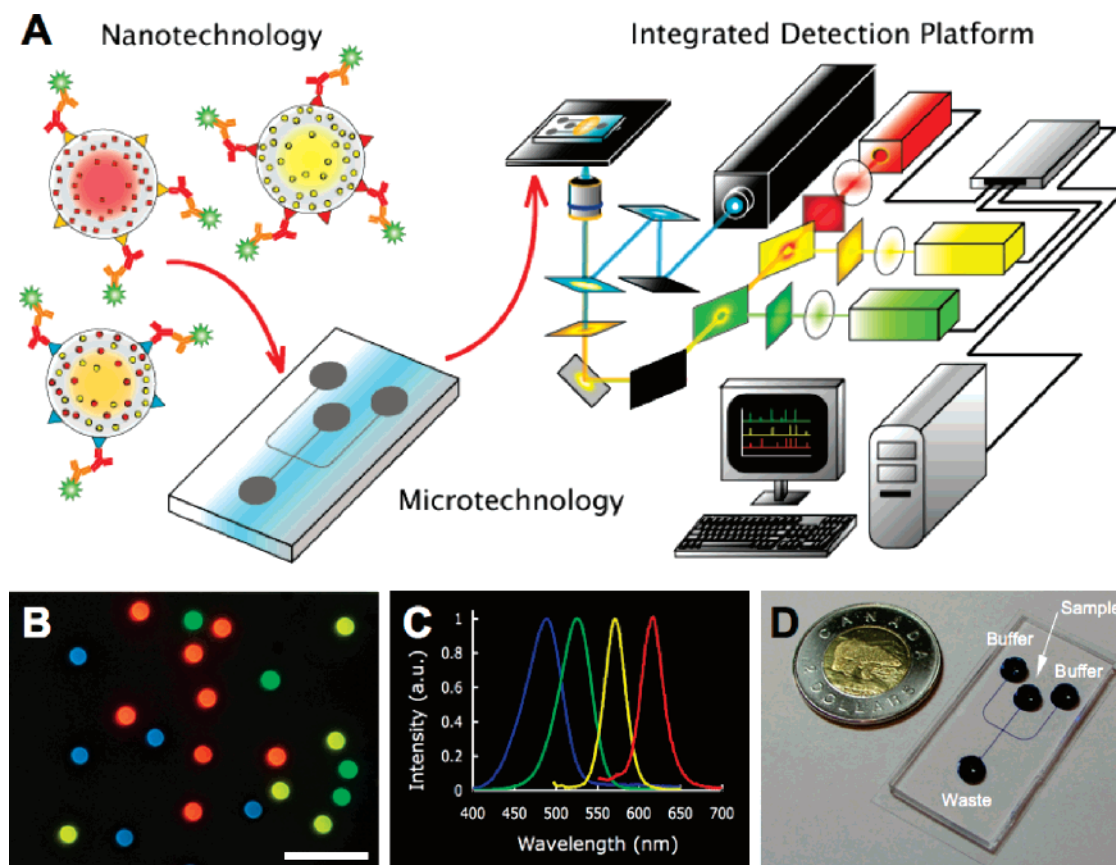 A
Nanotechnology
Integrated Detection Platform
Microtechnology
B
C
1
0.8
0.6
0.4
0.2
0
Intensity (a.u.)
400 450 500 550 600 650 700
Wavelength (nm)
D
CANADA
2 DOLLARS
Sample
Buffer
Buffer
Waste